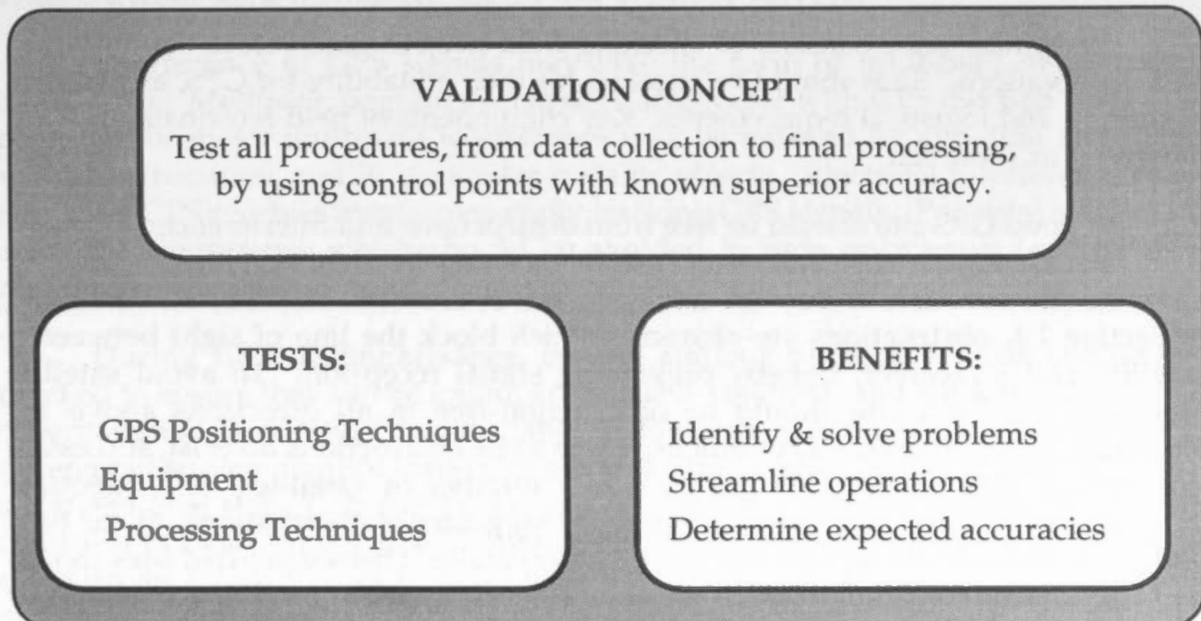 VALIDATION CONCEPT
Test all procedures, from data collection to final processing,
by using control points with known superior accuracy.
TESTS:
GPS Positioning Techniques
Equipment
Processing Techniques
BENEFITS:
Identify & solve problems
Streamline operations
Determine expected accuracies